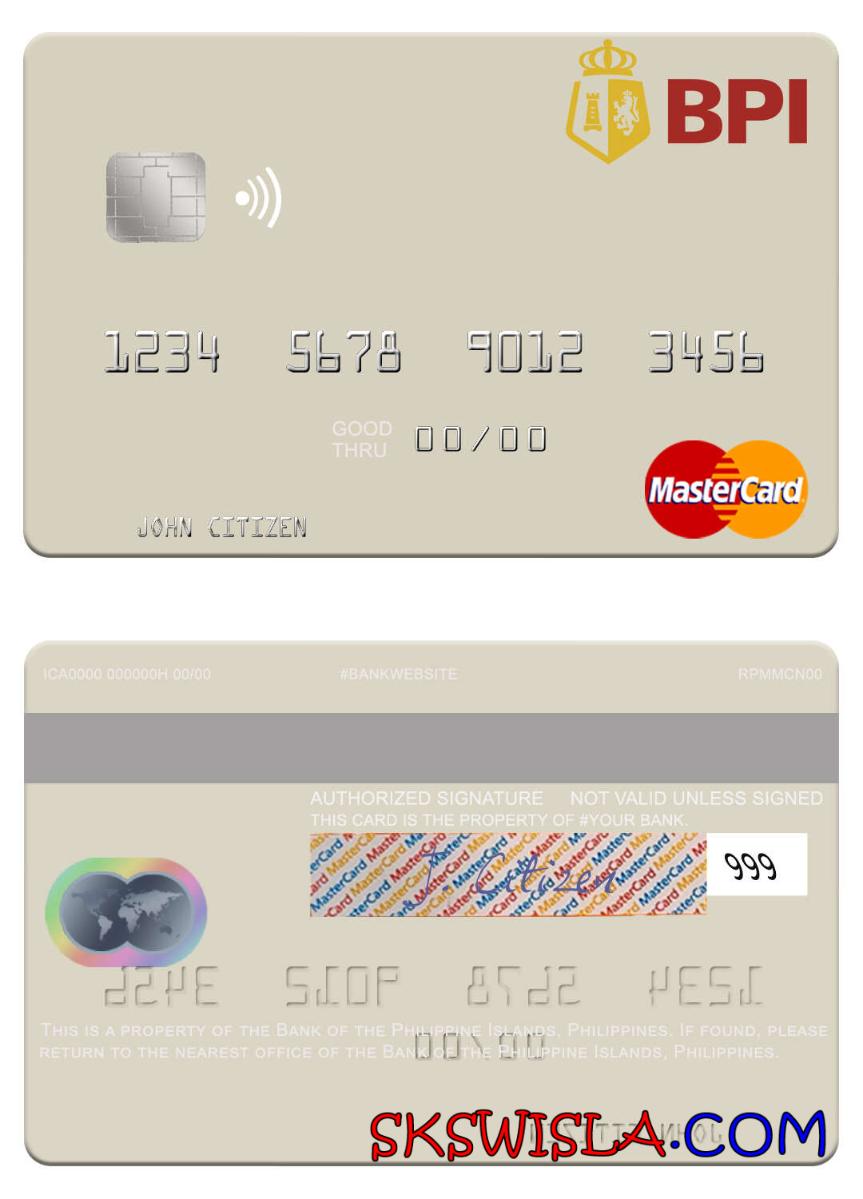 BPI
1234 5678 9012 3456
GOOD THRU 00/00
JOHN CITIZEN
MasterCard
ICA0000 000000H 00/00 #BANKWEBSITE RPMMCN00
AUTHORIZED SIGNATURE NOT VALID UNLESS SIGNED
THIS CARD IS THE PROPERTY OF #YOUR BANK.
J. Citizen 999
THIS IS A PROPERTY OF THE BANK OF THE PHILIPPINE ISLANDS, PHILIPPINES. IF FOUND, PLEASE
RETURN TO THE NEAREST OFFICE OF THE BANK OF THE PHILIPPINE ISLANDS, PHILIPPINES.
SKSWISLA.COM